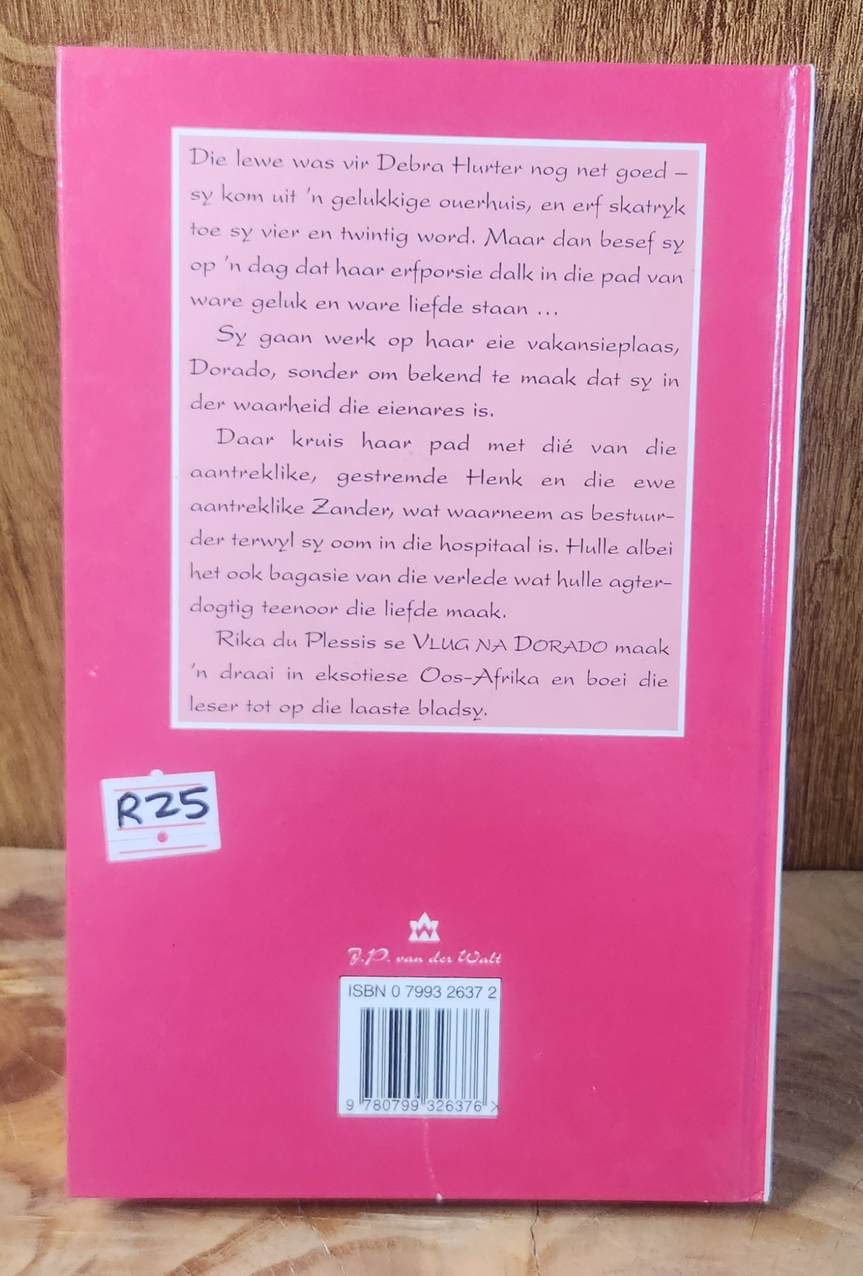 Die lewe was vir Debra Hurter nog net goed –
sy kom uit 'n gelukkige ouerhuis, en erf skatryk
toe sy vier en twintig word. Maar dan besef sy
op 'n dag dat haar erfporsie dalk in die pad van
ware geluk en ware liefde staan ...
Sy gaan werk op haar eie vakansieplaas,
Dorado, sonder om bekend te maak dat sy in
der waarheid die eienares is.
Daar kruis haar pad met dié van die
aantreklike, gestremde Henk en die ewe
aantreklike Zander, wat waarneem as bestuur-
der terwyl sy oom in die hospitaal is. Hulle albei
het ook bagasie van die verlede wat hulle agter-
dogtig teenoor die liefde maak.
Rika du Plessis se VLUG NA DORADO maak
'n draai in eksotiese Oos-Afrika en boei die
leser tot op die laaste bladsy.
R25
J.P. van der Walt
ISBN 0 7993 2637 2
9 780799 326376 >